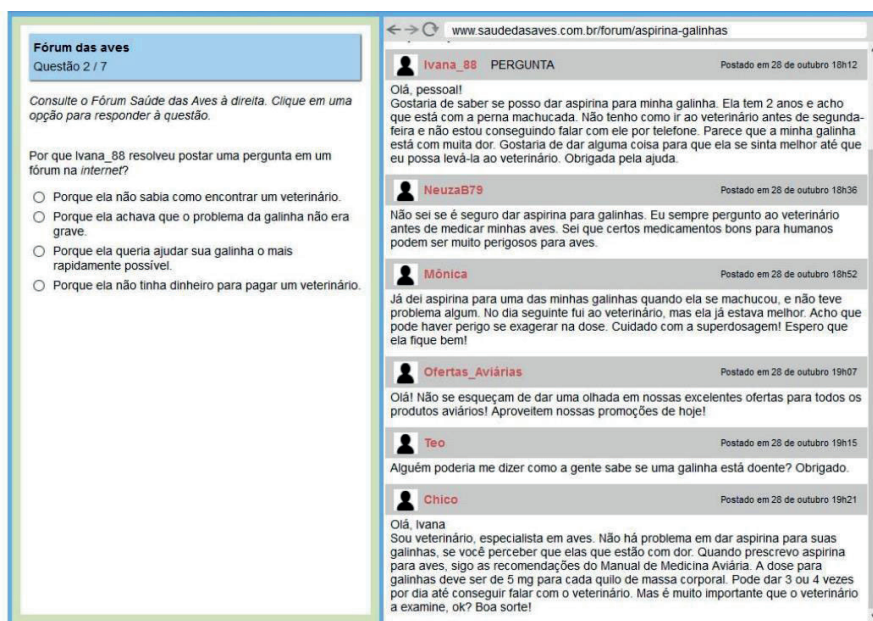 Fórum das aves
Questão 2 / 7
Consulte o Fórum Saúde das Aves à direita. Clique em uma
opção para responder à questão.
Por que Ivana_88 resolveu postar uma pergunta em um
fórum na internet?
Porque ela não sabia como encontrar um veterinário.
Porque ela achava que o problema da galinha não era
grave.
Porque ela queria ajudar sua galinha o mais
rapidamente possível.
Porque ela não tinha dinheiro para pagar um veterinário.
www.saudedasaves.com.br/forum/aspirina-galinhas
Ivana_88 PERGUNTA Postado em 28 de outubro 18h12
Olá, pessoal!
Gostaria de saber se posso dar aspirina para minha galinha. Ela tem 2 anos e acho
que está com a perna machucada. Não tenho como ir ao veterinário antes de segunda-
feira e não estou conseguindo falar com ele por telefone. Parece que a minha galinha
está com muita dor. Gostaria de dar alguma coisa para que ela se sinta melhor até que
eu possa levá-la ao veterinário. Obrigada pela ajuda.
NeuzaB79 Postado em 28 de outubro 18h36
Não sei se é seguro dar aspirina para galinhas. Eu sempre pergunto ao veterinário
antes de medicar minhas aves. Sei que certos medicamentos bons para humanos
podem ser muito perigosos para aves.
Mônica Postado em 28 de outubro 18h52
Já dei aspirina para uma das minhas galinhas quando ela se machucou, e não teve
problema algum. No dia seguinte fui ao veterinário, mas ela já estava melhor. Acho que
pode haver perigo se exagerar na dose. Cuidado com a superdosagem! Espero que
ela fique bem!
Ofertas_Aviárias Postado em 28 de outubro 19h07
Olá! Não se esqueçam de dar uma olhada em nossas excelentes ofertas para todos os
produtos aviários! Aproveitem nossas promoções de hoje!
Teo Postado em 28 de outubro 19h15
Alguém poderia me dizer como a gente sabe se uma galinha está doente? Obrigado.
Chico Postado em 28 de outubro 19h21
Olá, Ivana
Sou veterinário, especialista em aves. Não há problema em dar aspirina para suas
galinhas, se você perceber que elas que estão com dor. Quando prescrevo aspirina
para aves, sigo as recomendações do Manual de Medicina Aviária. A dose para
galinhas deve ser de 5 mg para cada quilo de massa corporal. Pode dar 3 ou 4 vezes
por dia até conseguir falar com o veterinário. Mas é muito importante que o veterinário
a examine, ok? Boa sorte!